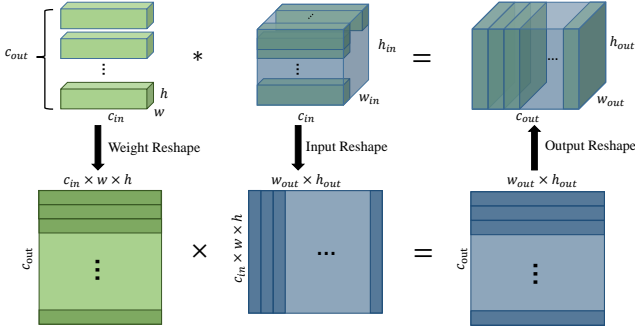 c_out
h
w
c_in
*
h_in
w_in
c_in
=
h_out
w_out
c_out
Weight Reshape
Input Reshape
Output Reshape
c_in × w × h
w_out × h_out
w_out × h_out
c_out
×
c_in × w × h
=
c_out